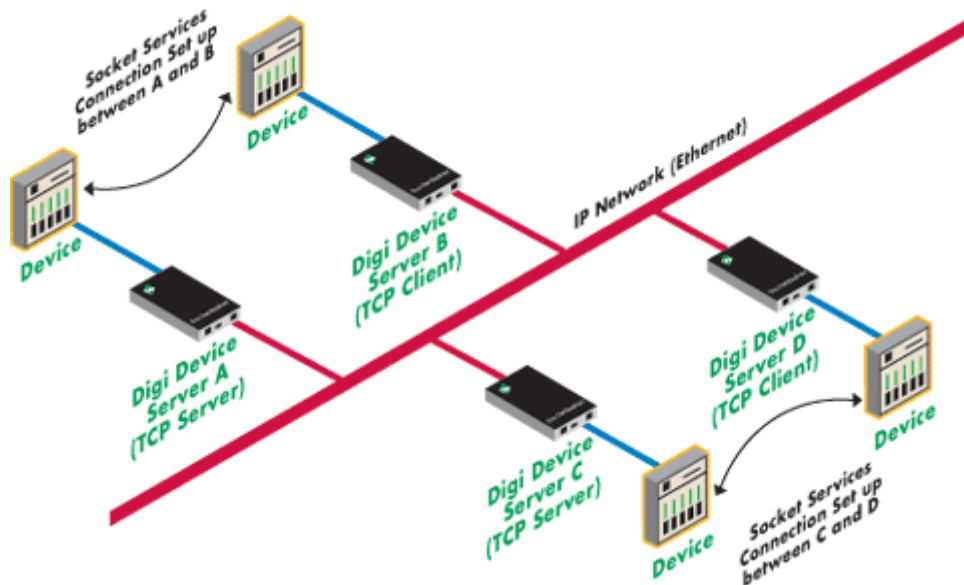 Socket Services
Connection Set up
between A and B
Device
Device
Digi Device
Server B
(TCP Client)
IP Network (Ethernet)
Digi Device
Server A
(TCP Server)
Digi Device
Server D
(TCP Client)
Digi Device
Server C
(TCP Server)
Device
Device
Socket Services
Connection Set up
between C and D